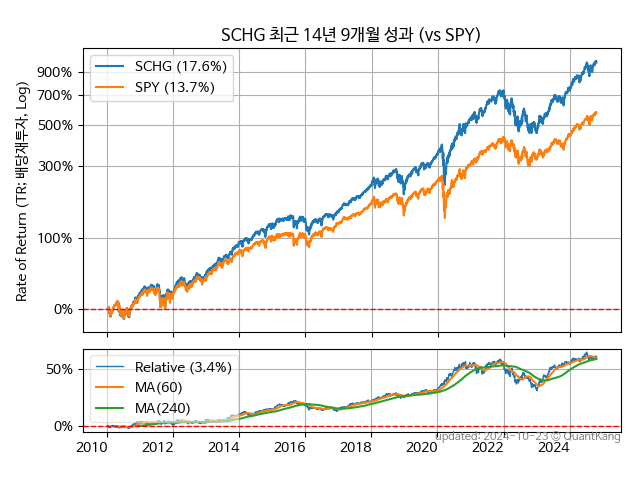 SCHG 최근 14년 9개월 성과 (vs SPY)
SCHG (17.6%)
SPY (13.7%)
900%
700%
500%
300%
100%
0%
Rate of Return (TR; 배당재투자, Log)
Relative (3.4%)
MA(60)
MA(240)
50%
0%
2010 2012 2014 2016 2018 2020 2022 2024
updated: 2024-10-23 © QuantKang